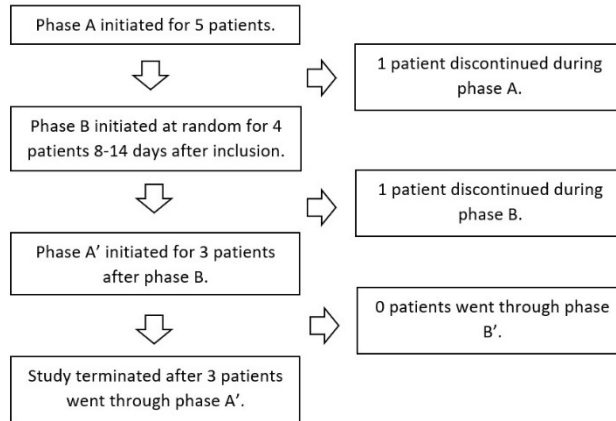 Phase A initiated for 5 patients.
1 patient discontinued during
phase A.
Phase B initiated at random for 4
patients 8-14 days after inclusion.
1 patient discontinued during
phase B.
Phase A’ initiated for 3 patients
after phase B.
0 patients went through phase
B’.
Study terminated after 3 patients
went through phase A’.